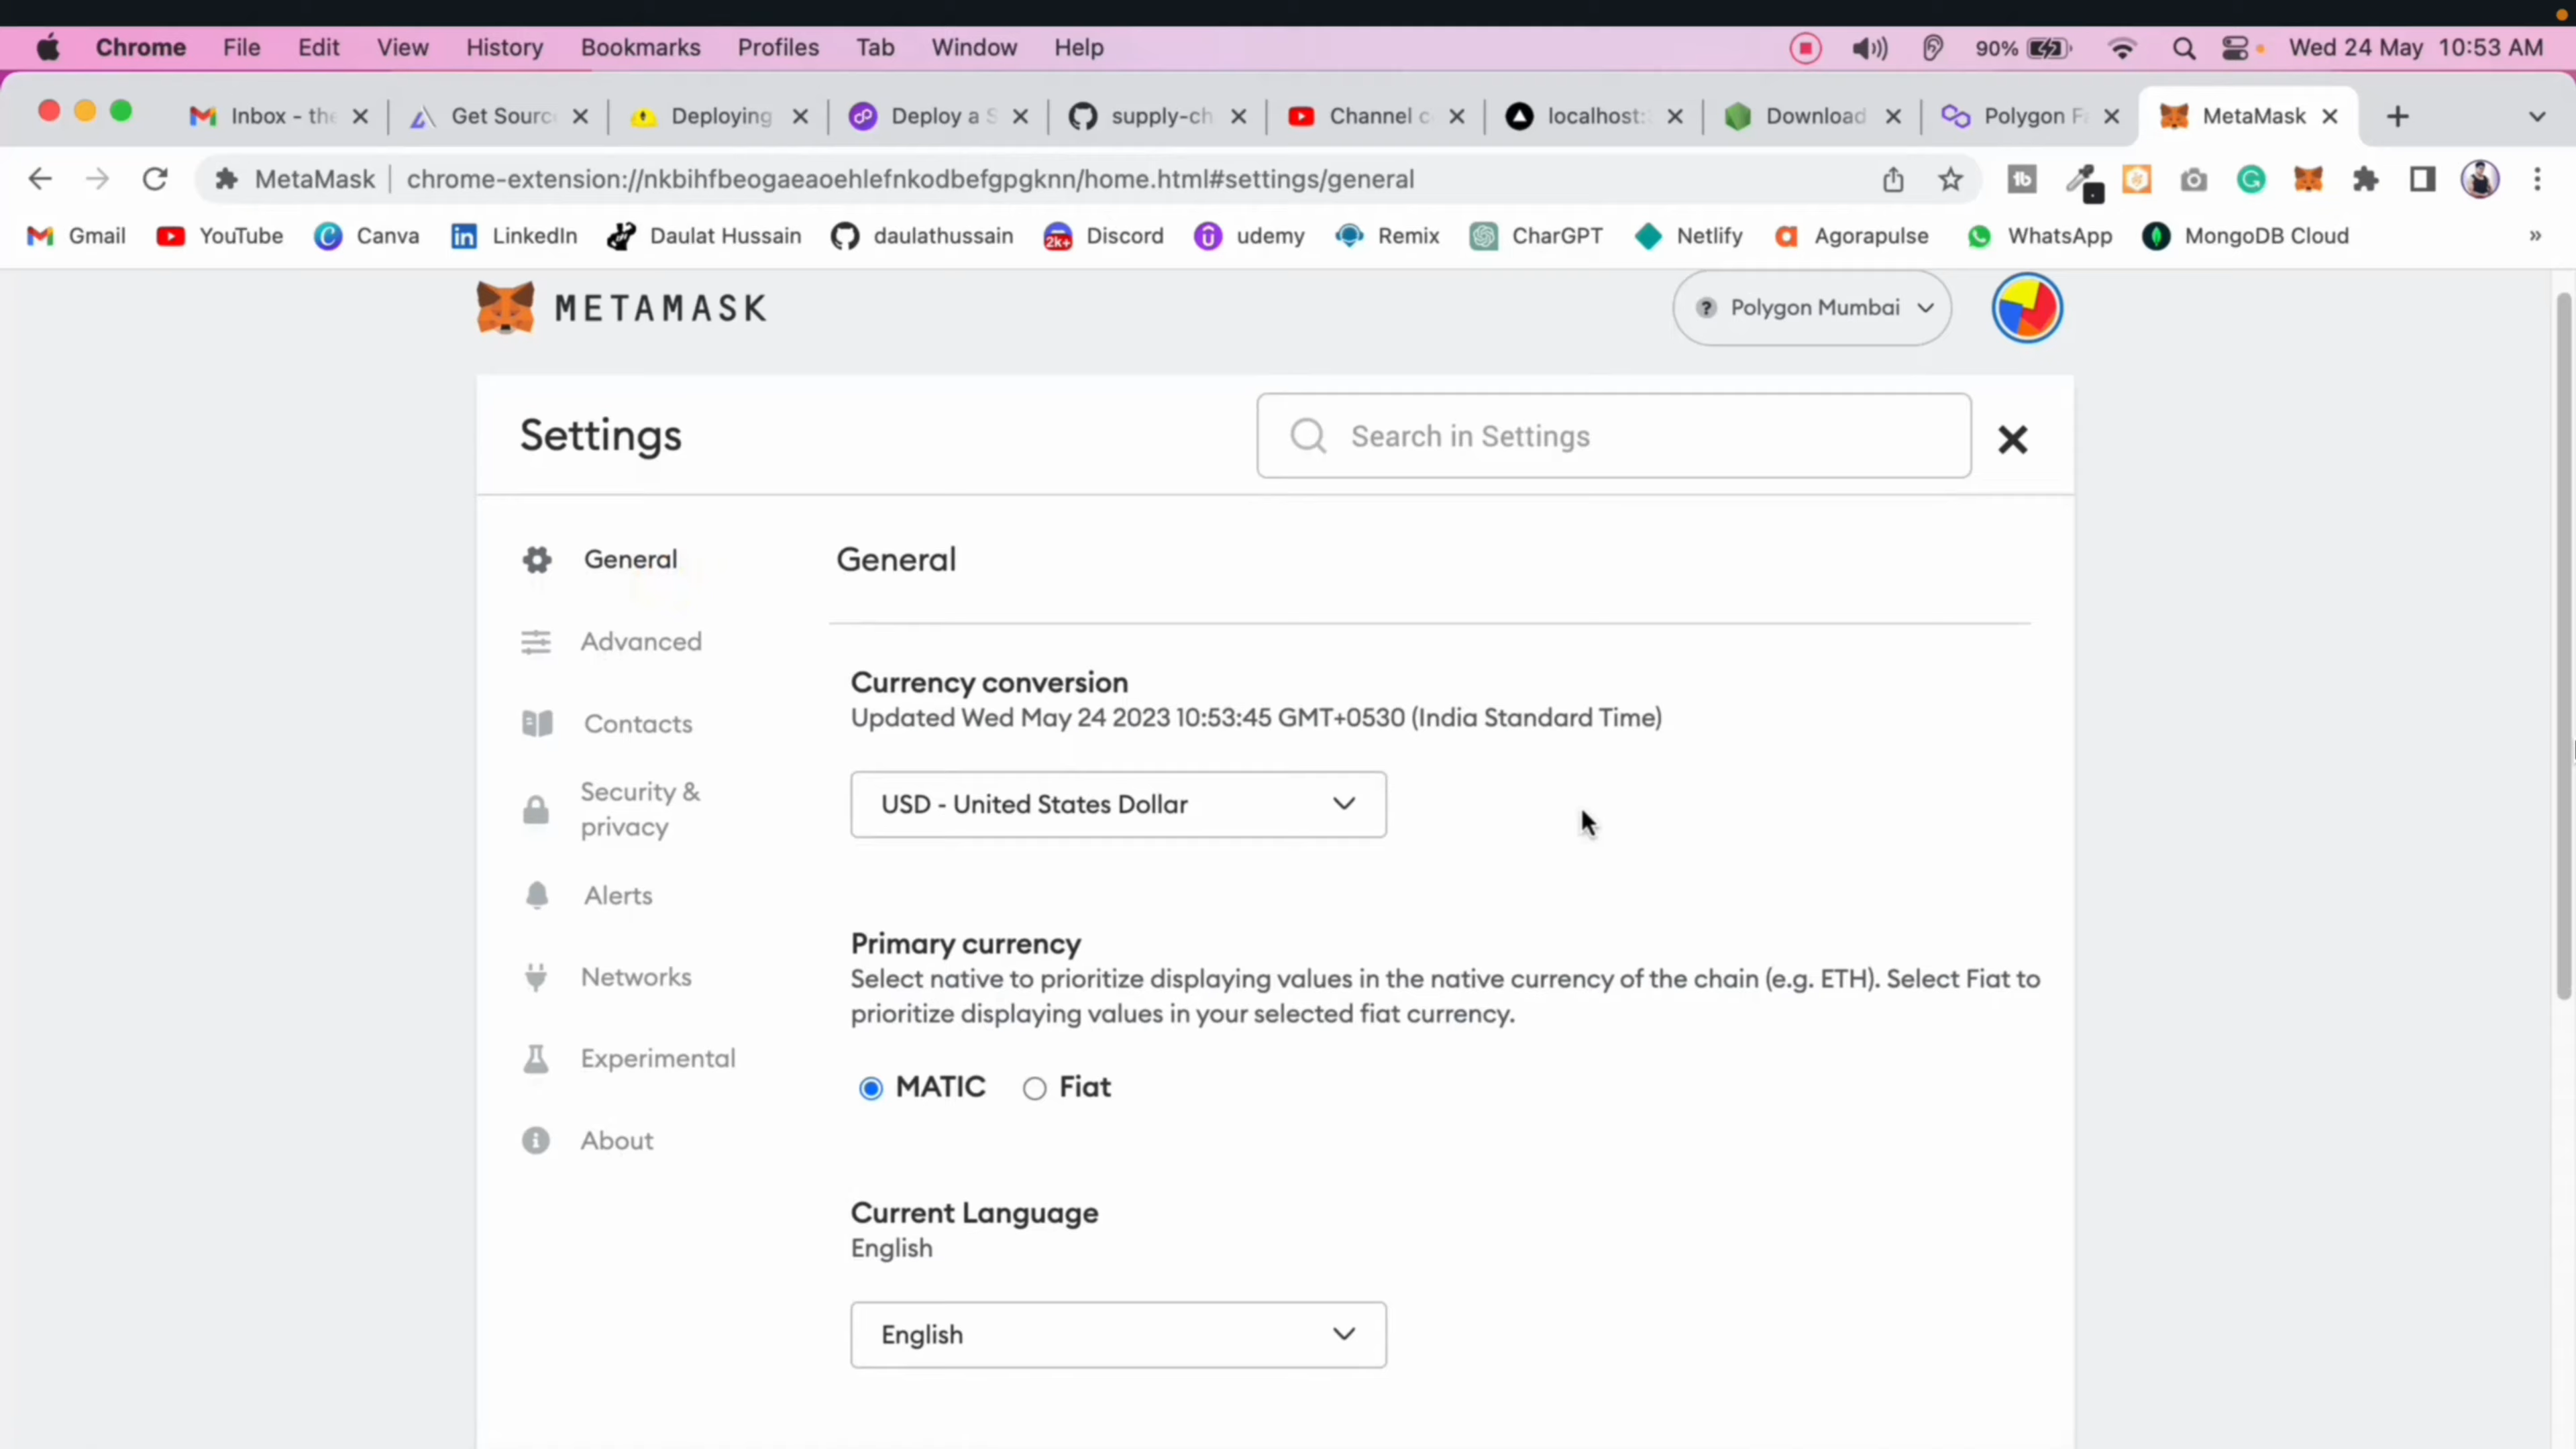 Chrome File Edit View History Bookmarks Profiles Tab Window Help 90% Wed 24 May 10:53 AM
Inbox - the Get Sourc Deploying Deploy a S supply-ch Channel c localhost: Download Polygon Fa MetaMask
MetaMask chrome-extension://nkbihfbeogaeaoehlefnkodbefgpgknn/home.html#settings/general
Gmail YouTube Canva LinkedIn Daulat Hussain daulathussain 2k+ Discord udemy Remix CharGPT Netlify Agorapulse WhatsApp MongoDB Cloud »
METAMASK ? Polygon Mumbai
Settings Search in Settings
General
Advanced
Contacts
Security &
privacy
Alerts
Networks
Experimental
About
General
Currency conversion
Updated Wed May 24 2023 10:53:45 GMT+0530 (India Standard Time)
USD - United States Dollar
Primary currency
Select native to prioritize displaying values in the native currency of the chain (e.g. ETH). Select Fiat to
prioritize displaying values in your selected fiat currency.
MATIC Fiat
Current Language
English
English